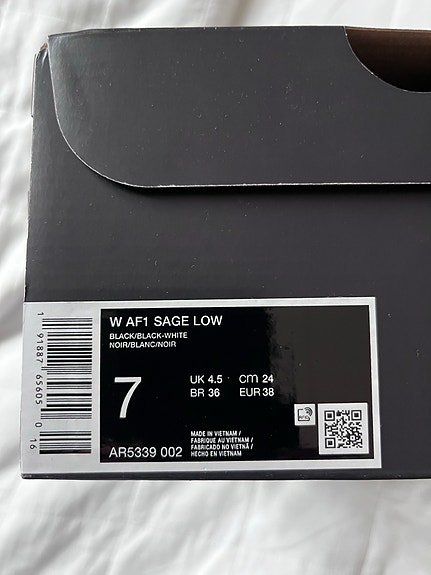 W AF1 SAGE LOW
BLACK/BLACK-WHITE
NOIR/BLANC/NOIR
7
UK 4.5 cm 24
BR 36 EUR 38
MADE IN VIETNAM /
FABRIQUE AU VIETNAM /
FABRICADO NO VIETNÃ /
HECHO EN VIETNAM
AR5339 002
1 91887 65605 0 16